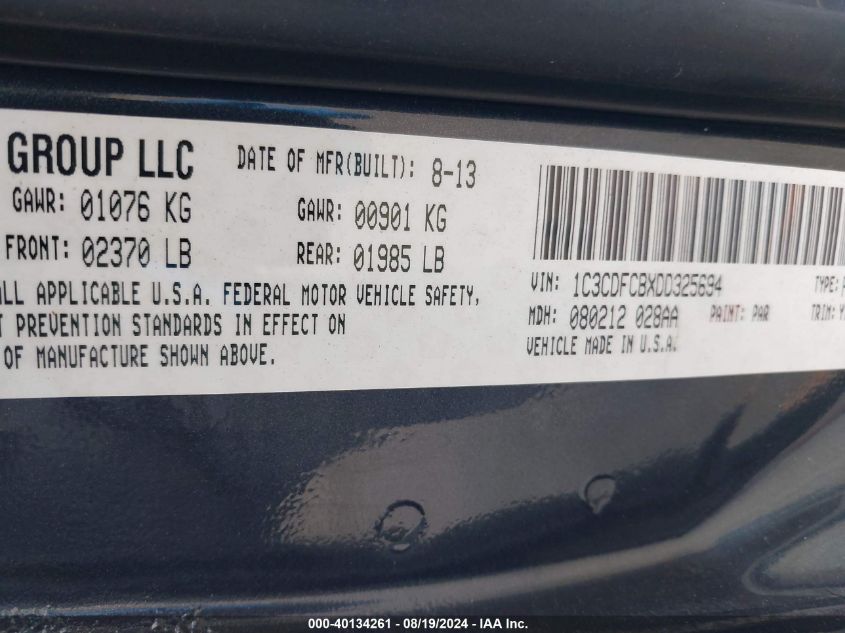 GROUP LLC DATE OF MFR(BUILT): 8-13
GAWR: 01076 KG GAWR: 00901 KG
FRONT: 02370 LB REAR: 01985 LB
ALL APPLICABLE U.S.A. FEDERAL MOTOR VEHICLE SAFETY,
T PREVENTION STANDARDS IN EFFECT ON
OF MANUFACTURE SHOWN ABOVE.
VIN: 1C3CDFCBXDD325694 TYPE:
MDH: 080212 028AA PAINT: PAR TRIM:
VEHICLE MADE IN U.S.A.
000-40134261 - 08/19/2024 - IAA Inc.